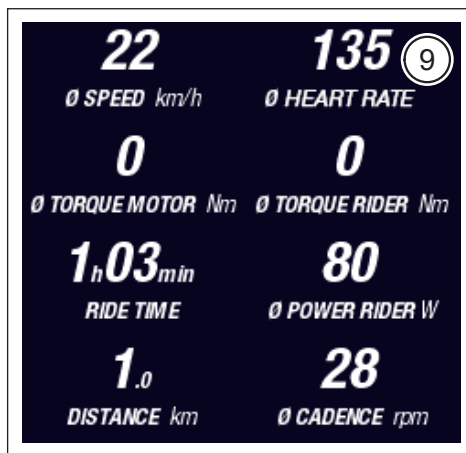 22 135 9
Ø SPEED km/h Ø HEART RATE
0 0
Ø TORQUE MOTOR Nm Ø TORQUE RIDER Nm
1h03min 80
RIDE TIME Ø POWER RIDER W
1.0 28
DISTANCE km Ø CADENCE rpm